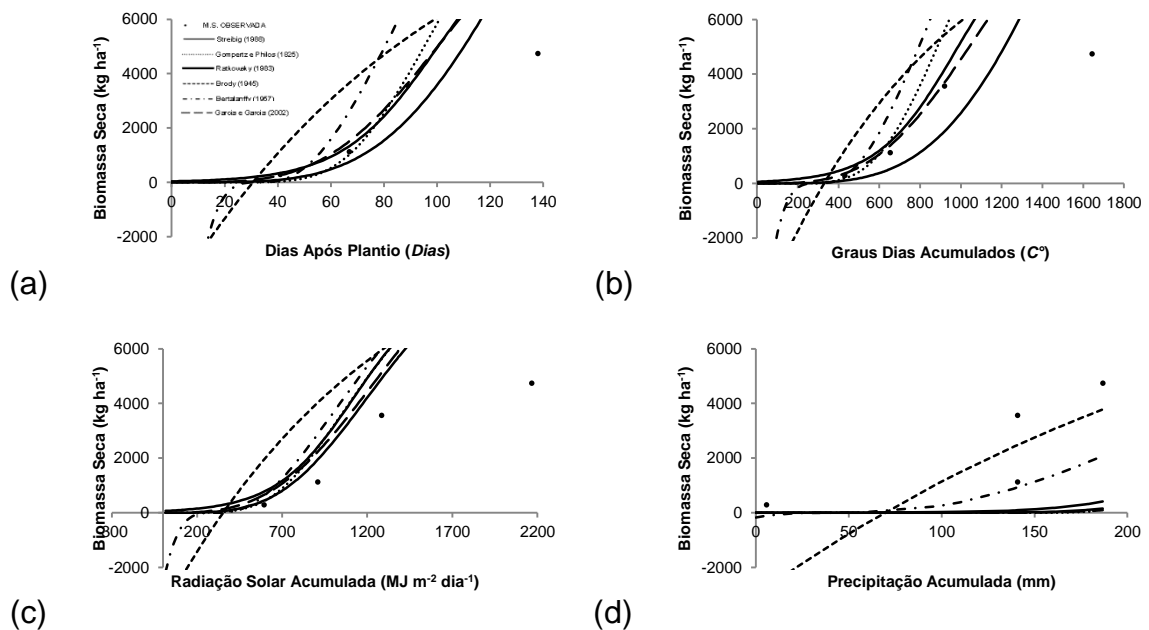 6000
4000
2000
0
-2000
Biomassa Seca (kg ha-1)
M.S. OBSERVADA
Streibig (1988)
Gompertz e Philos (1825)
Ratkowsky (1983)
Brody (1945)
Bertalanffy (1957)
Garcia e Garcia (2002)
0 20 40 60 80 100 120 140
Dias Após Plantio (Dias)
(a)
6000
4000
2000
0
-2000
Biomassa Seca (kg ha-1)
0 200 400 600 800 1000 1200 1400 1600 1800
Graus Dias Acumulados (Cº)
(b)
6000
4000
2000
0
-2000
Biomassa Seca (kg ha-1)
200 700 1200 1700 2200
Radiação Solar Acumulada (MJ m-2 dia-1)
(c)
6000
4000
2000
0
-2000
Biomassa Seca (kg ha-1)
0 50 100 150 200
Precipitação Acumulada (mm)
(d)